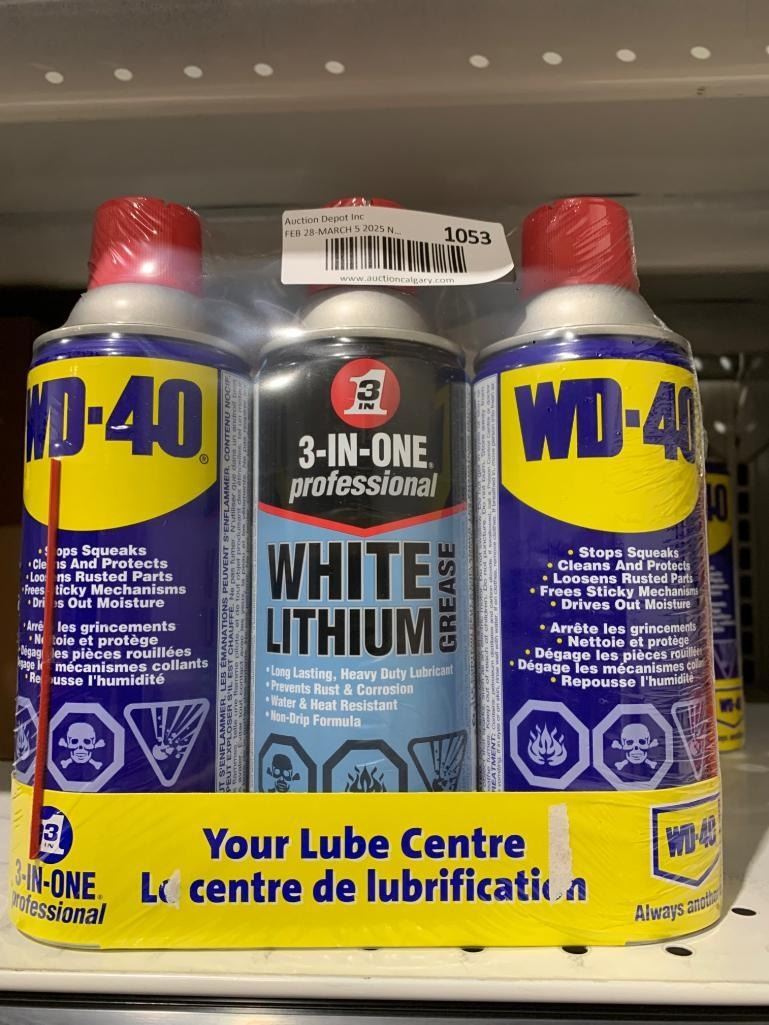 Auction Depot Inc
FEB 28-MARCH 5 2025 N...
1053
www.auctioncalgary.com
WD-40®
• Stops Squeaks
• Cleans And Protects
• Loosens Rusted Parts
• Frees Sticky Mechanisms
• Drives Out Moisture
• Arrête les grincements
• Nettoie et protège
• Dégage les pièces rouillées
• Dégage les mécanismes collants
• Repousse l'humidité
3 IN 1
3-IN-ONE®
professional
WHITE
LITHIUM
GREASE
• Long Lasting, Heavy Duty Lubricant
• Prevents Rust & Corrosion
• Water & Heat Resistant
• Non-Drip Formula
WD-40
• Stops Squeaks
• Cleans And Protects
• Loosens Rusted Parts
• Frees Sticky Mechanisms
• Drives Out Moisture
• Arrête les grincements
• Nettoie et protège
• Dégage les pièces rouillées
• Dégage les mécanismes collants
• Repousse l'humidité
3 IN 1
3-IN-ONE®
professional
Your Lube Centre
Le centre de lubrification
WD-40
Always another